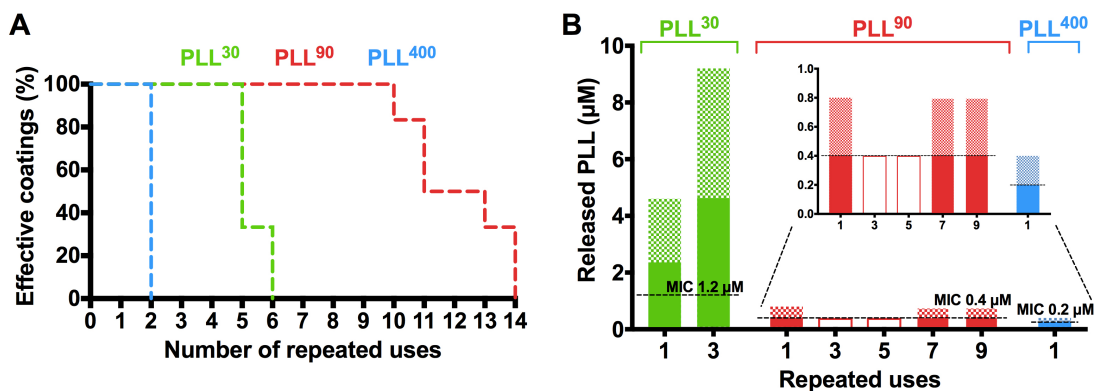 A
PLL30 PLL90 PLL400
Effective coatings (%)
100
80
60
40
20
0
0 1 2 3 4 5 6 7 8 9 10 11 12 13 14
Number of repeated uses
B
PLL30 PLL90 PLL400
Released PLL (μM)
10
8
6
4
2
0
1.0
0.8
0.6
0.4
0.2
0.0
1 3 5 7 9 1
MIC 1.2 μM
MIC 0.4 μM
MIC 0.2 μM
1 3 1 3 5 7 9 1
Repeated uses